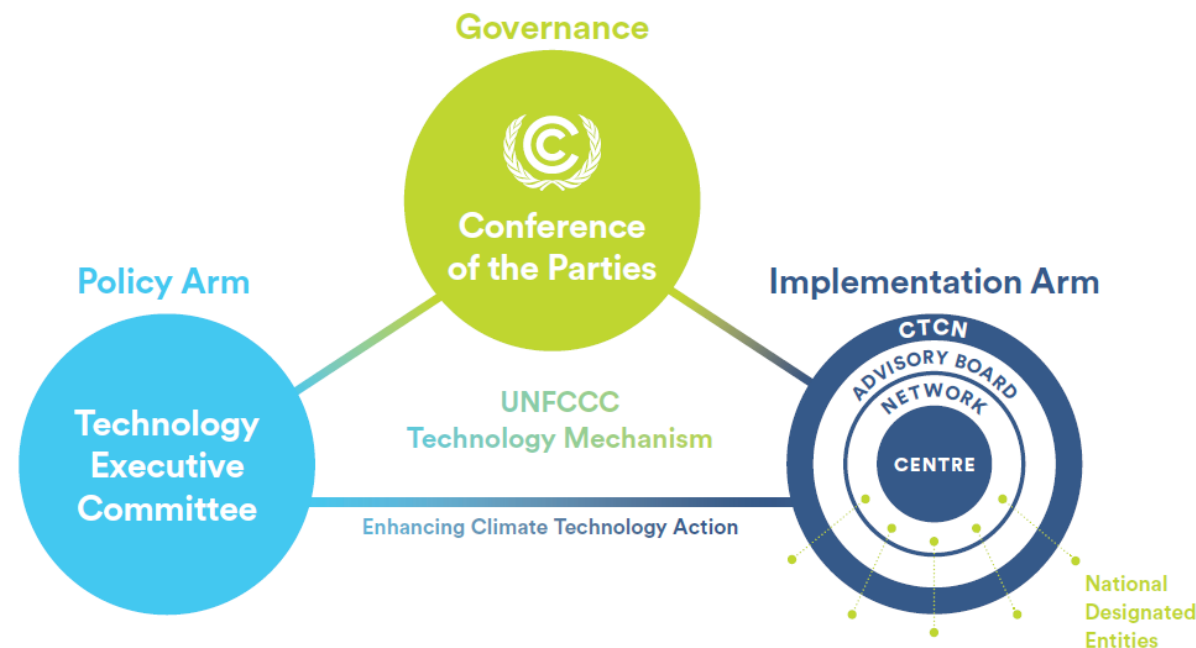 Governance
Conference
of the Parties
Policy Arm
Technology
Executive
Committee
Implementation Arm
CTCN
ADVISORY BOARD
NETWORK
CENTRE
UNFCCC
Technology Mechanism
Enhancing Climate Technology Action
National
Designated
Entities